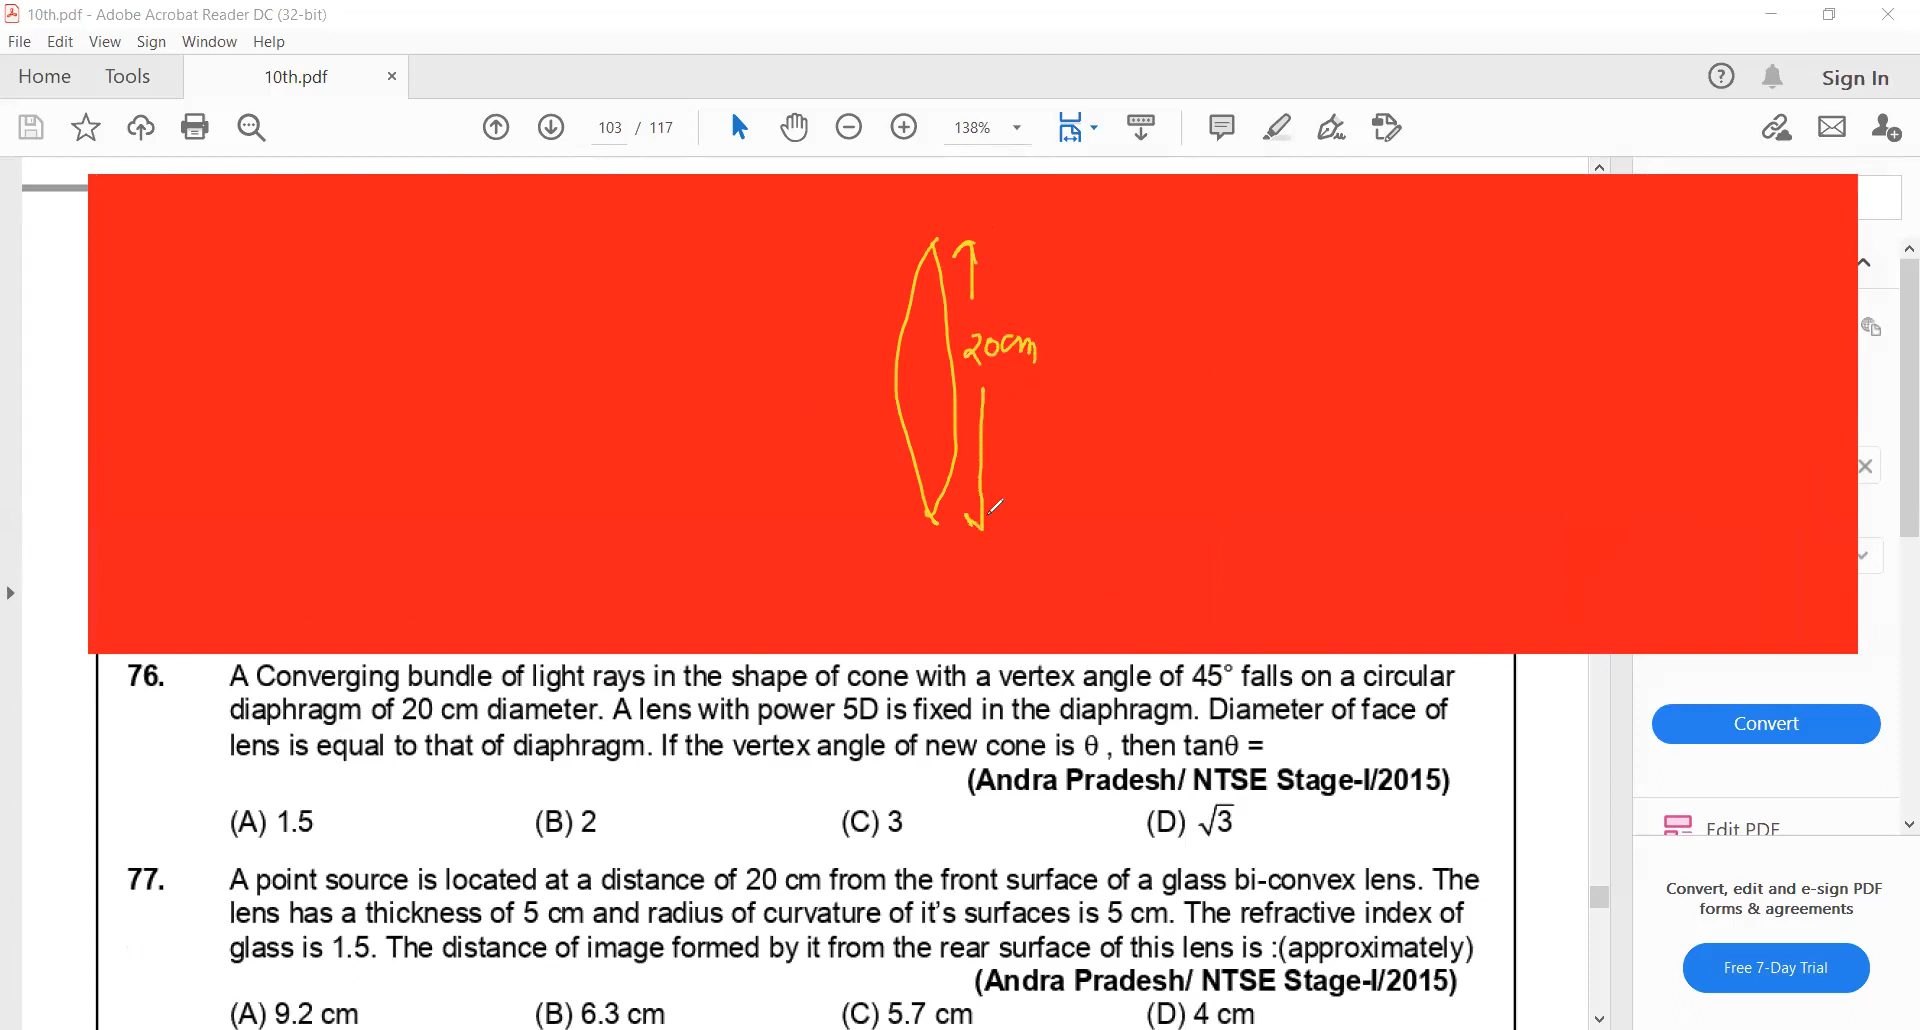 10th.pdf - Adobe Acrobat Reader DC (32-bit)
File Edit View Sign Window Help
Home Tools 10th.pdf Sign In
103 / 117 138%
20cm
76. A Converging bundle of light rays in the shape of cone with a vertex angle of 45° falls on a circular
diaphragm of 20 cm diameter. A lens with power 5D is fixed in the diaphragm. Diameter of face of
lens is equal to that of diaphragm. If the vertex angle of new cone is θ , then tanθ =
(Andra Pradesh/ NTSE Stage-I/2015)
(A) 1.5 (B) 2 (C) 3 (D) √3
77. A point source is located at a distance of 20 cm from the front surface of a glass bi-convex lens. The
lens has a thickness of 5 cm and radius of curvature of it's surfaces is 5 cm. The refractive index of
glass is 1.5. The distance of image formed by it from the rear surface of this lens is :(approximately)
(Andra Pradesh/ NTSE Stage-I/2015)
(A) 9.2 cm (B) 6.3 cm (C) 5.7 cm (D) 4 cm
Convert
Edit PDF
Convert, edit and e-sign PDF
forms & agreements
Free 7-Day Trial